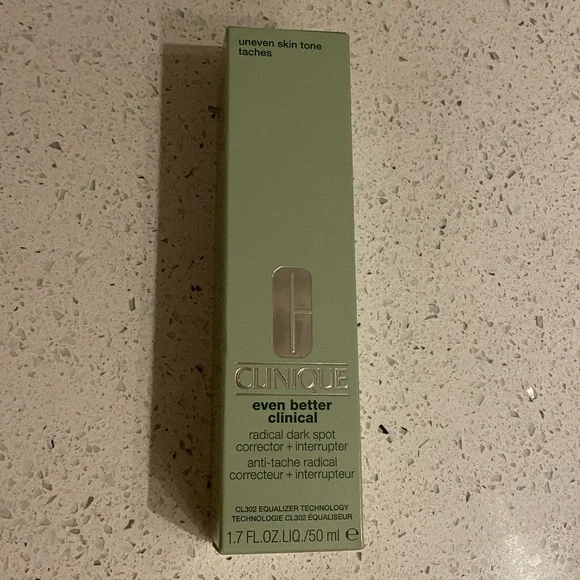 uneven skin tone
taches
CLINIQUE
even better
clinical
radical dark spot
corrector + interrupter
anti-tache radical
correcteur + interrupteur
CL302 EQUALIZER TECHNOLOGY
TECHNOLOGIE CL302 ÉQUALISEUR
1.7 FL.OZ.LIQ./50 ml ℮